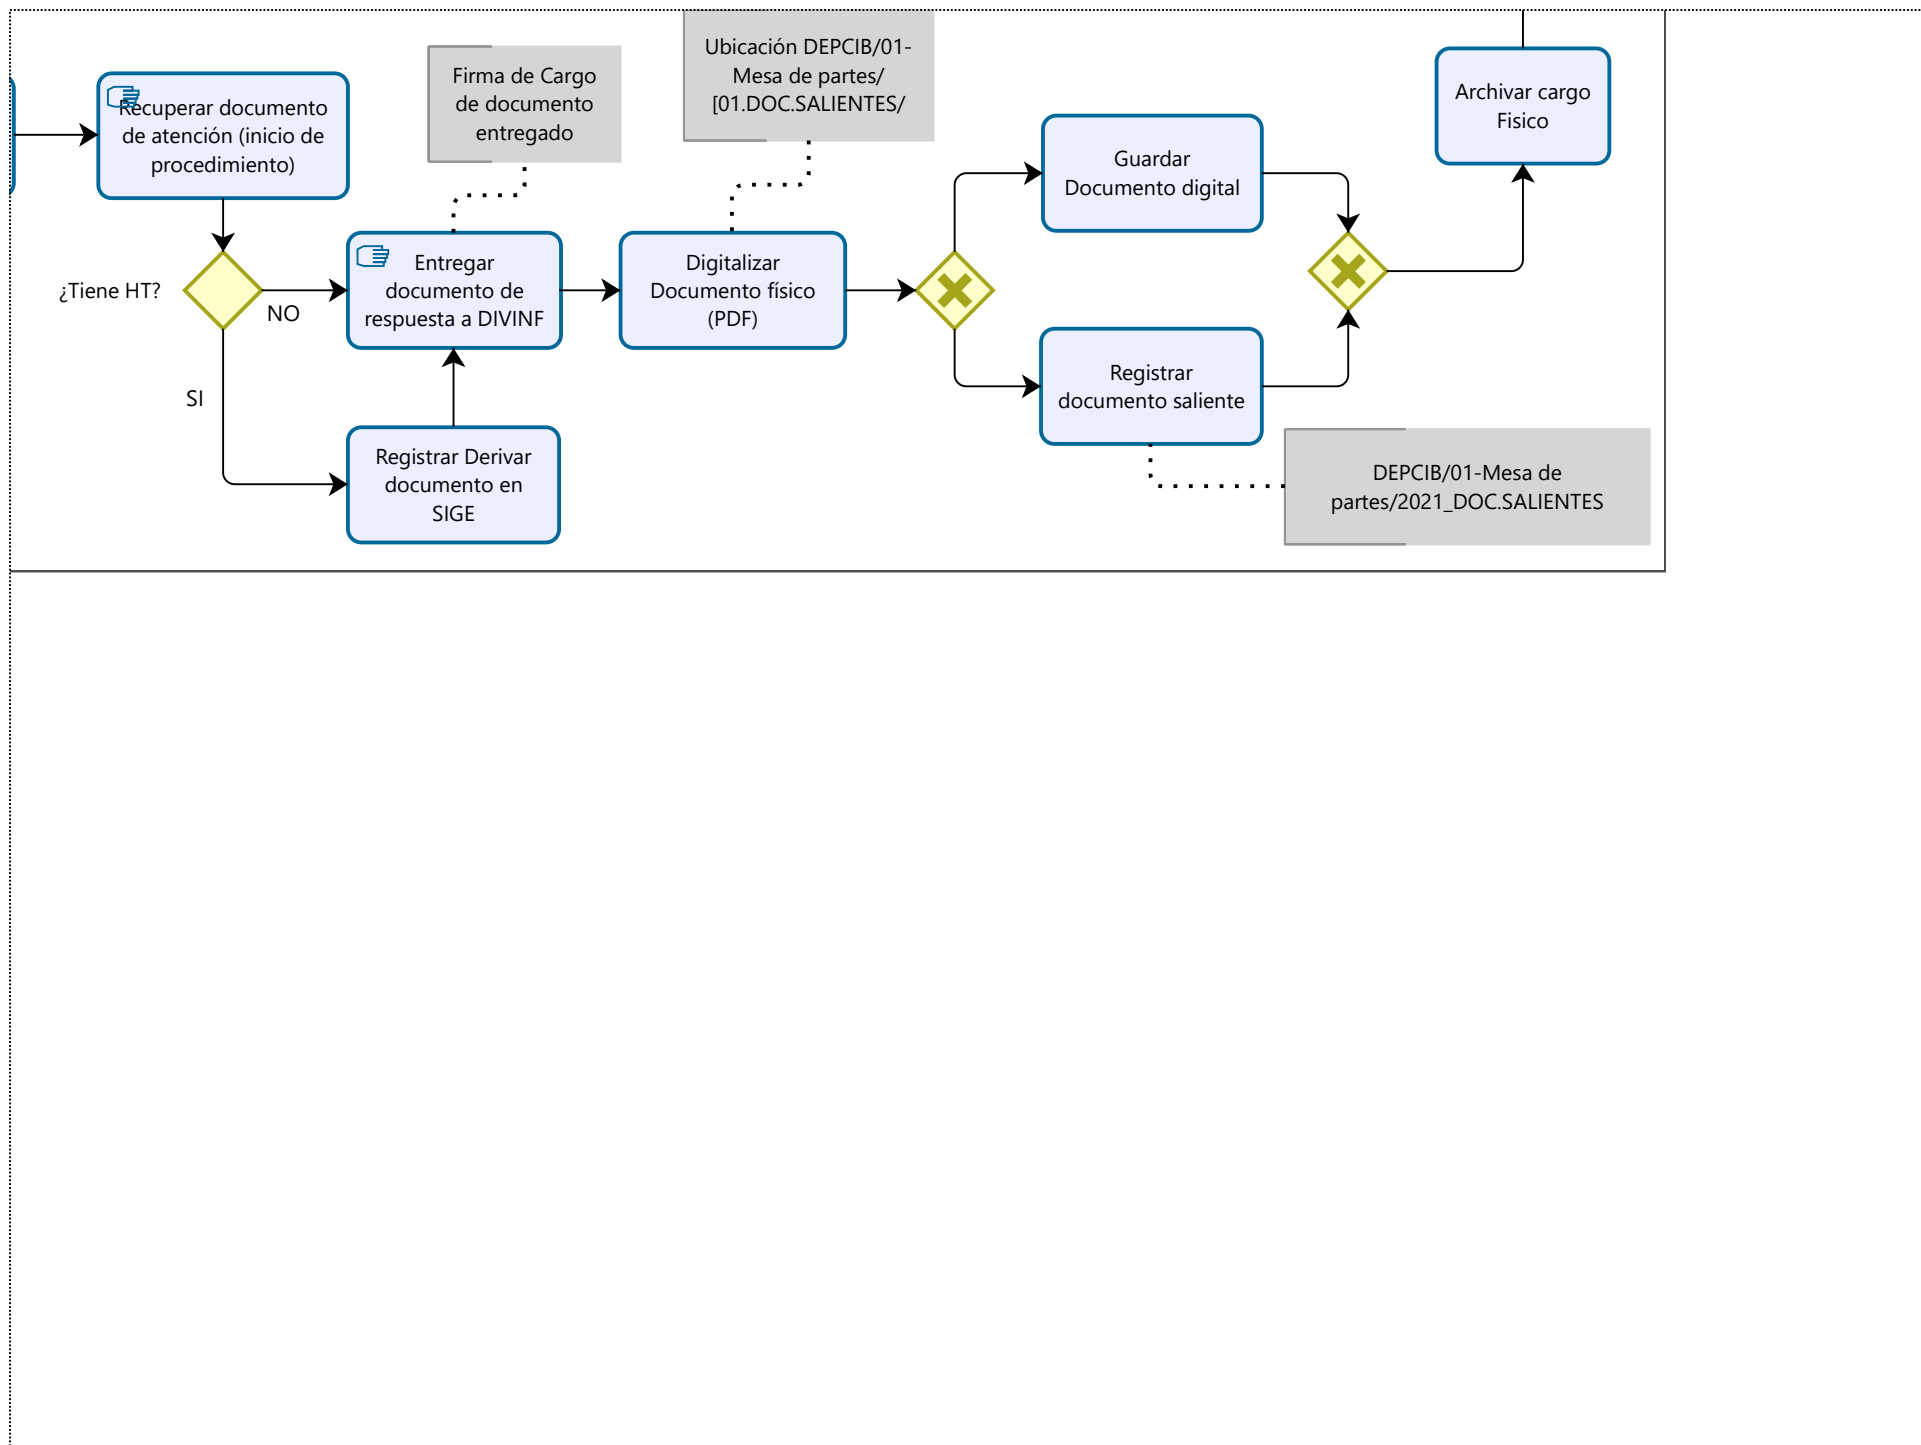 Recuperar documento
de atención (inicio de
procedimiento)
Firma de Cargo
de documento
entregado
Ubicación DEPCIB/01-
Mesa de partes/
[01.DOC.SALIENTES/
Archivar cargo
Fisico
Guardar
Documento digital
¿Tiene HT?
NO
SI
Entregar
documento de
respuesta a DIVINF
Digitalizar
Documento físico
(PDF)
Registrar
documento saliente
Registrar Derivar
documento en
SIGE
DEPCIB/01-Mesa de
partes/2021_DOC.SALIENTES